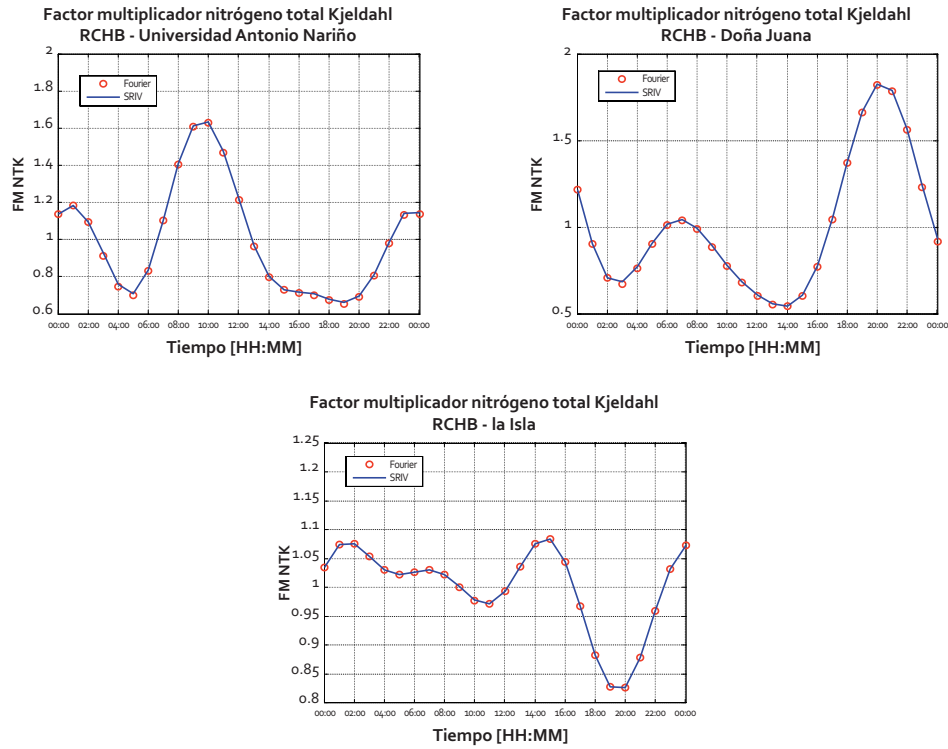 Factor multiplicador nitrógeno total Kjeldahl
RCHB - Universidad Antonio Nariño
2
1.8
1.6
1.4
1.2
1
0.8
0.6
FM NTK
Fourier
SRIV
00:00 02:00 04:00 06:00 08:00 10:00 12:00 14:00 16:00 18:00 20:00 22:00 00:00
Tiempo [HH:MM]
Factor multiplicador nitrógeno total Kjeldahl
RCHB - Doña Juana
2
1.5
1
0.5
FM NTK
Fourier
SRIV
00:00 02:00 04:00 06:00 08:00 10:00 12:00 14:00 16:00 18:00 20:00 22:00 00:00
Tiempo [HH:MM]
Factor multiplicador nitrógeno total Kjeldahl
RCHB - la Isla
1.25
1.2
1.15
1.1
1.05
1
0.95
0.9
0.85
0.8
FM NTK
Fourier
SRIV
00:00 02:00 04:00 06:00 08:00 10:00 12:00 14:00 16:00 18:00 20:00 22:00 00:00
Tiempo [HH:MM]